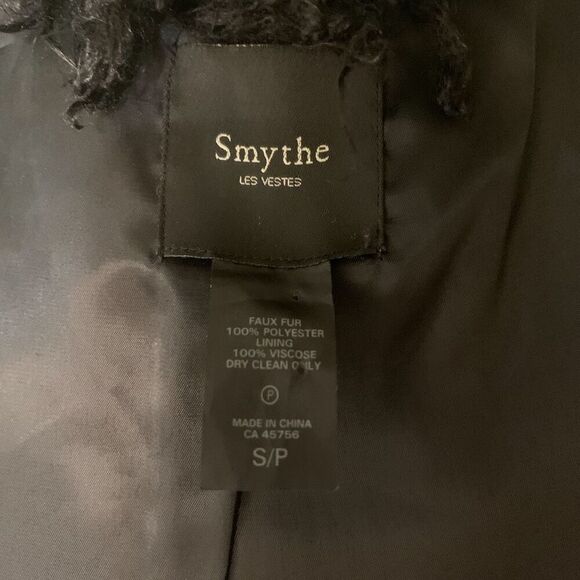 Smythe
LES VESTES
FAUX FUR
100% POLYESTER
LINING
100% VISCOSE
DRY CLEAN ONLY
P
MADE IN CHINA
CA 45756
S/P